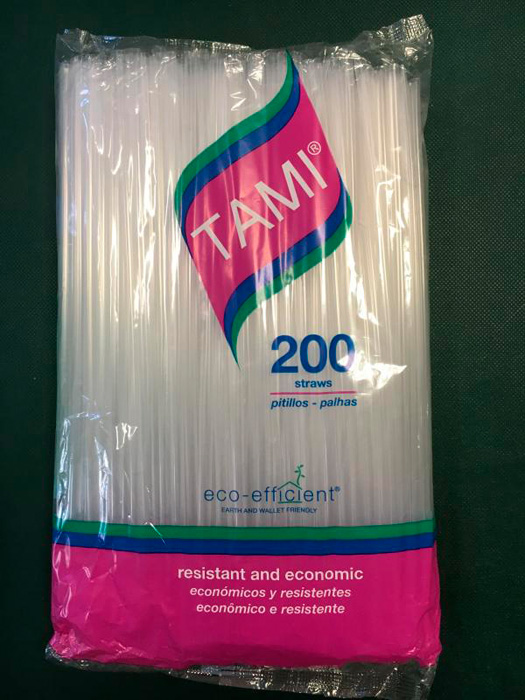 TAMI®
200
straws
pitillos - palhas
eco-efficient®
EARTH AND WALLET FRIENDLY
resistant and economic
económicos y resistentes
econômico e resistente